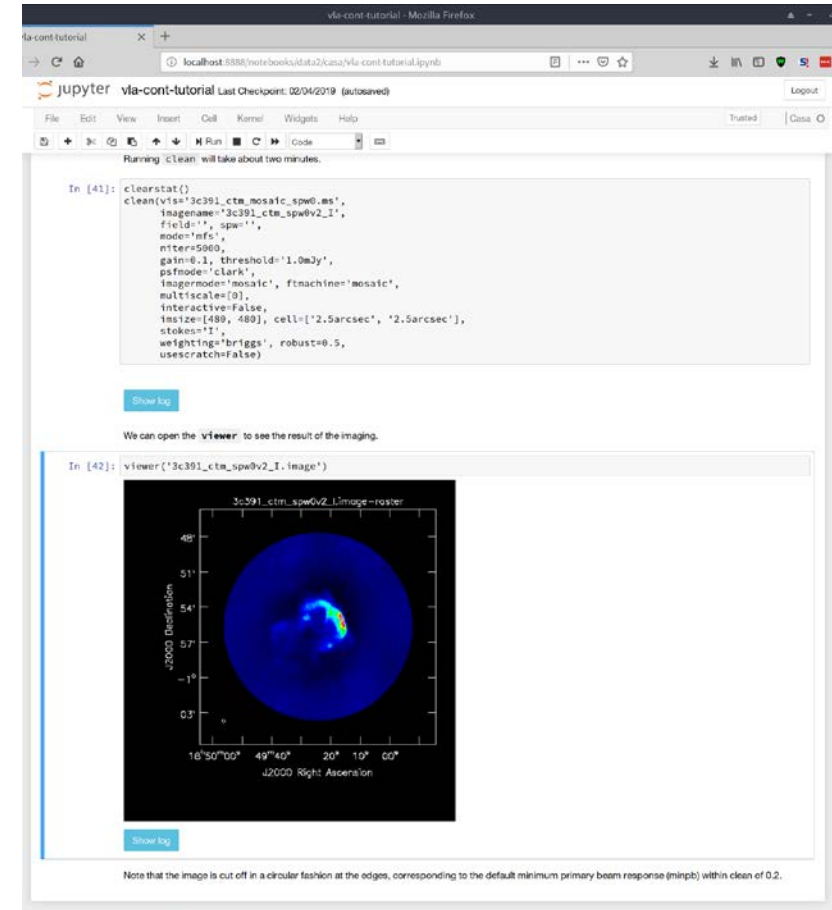 vla-cont-tutorial - Mozilla Firefox
vla-cont-tutorial
localhost:8888/notebooks/data2/casa/vla-cont-tutorial.ipynb
jupyter vla-cont-tutorial Last Checkpoint: 02/04/2019 (autosaved) Logout
File Edit View Insert Cell Kernel Widgets Help Trusted Casa
Run Code
Running clean will take about two minutes.
In [41]: clearstat()
clean(vis='3c391_ctm_mosaic_spw0.ms',
imagename='3c391_ctm_spw0v2_I',
field='', spw='',
mode='mfs',
niter=5000,
gain=0.1, threshold='1.0mJy',
psfmode='clark',
imagermode='mosaic', ftmachine='mosaic',
multiscale=[0],
interactive=False,
imsize=[480, 480], cell=['2.5arcsec', '2.5arcsec'],
stokes='I',
weighting='briggs', robust=0.5,
usescratch=False)
Show log
We can open the viewer to see the result of the imaging.
In [42]: viewer('3c391_ctm_spw0v2_I.image')
3c391_ctm_spw0v2_I.image-raster
48'
51'
54'
57'
-1°
03'
J2000 Declination
18h50m00s 49m40s 20s 10s 00s
J2000 Right Ascension
Show log
Note that the image is cut off in a circular fashion at the edges, corresponding to the default minimum primary beam response (minpb) within clean of 0.2.